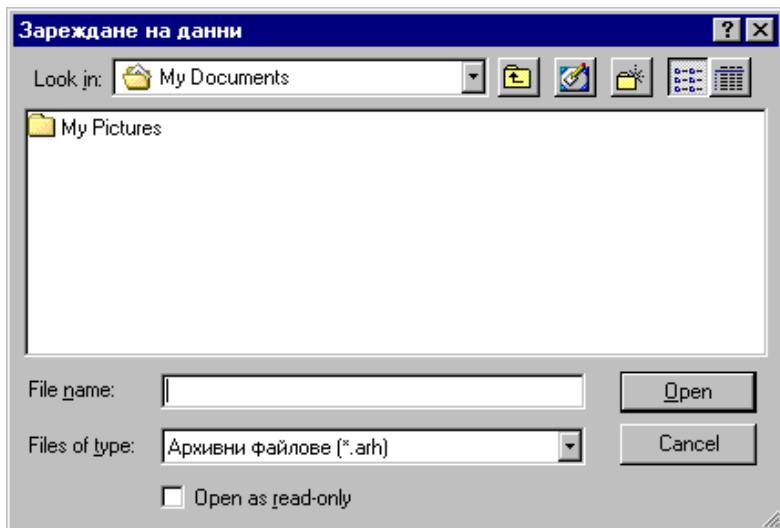 Зареждане на данни
Look in: My Documents
My Pictures
File name:
Open
Files of type: Архивни файлове (*.arh)
Cancel
Open as read-only